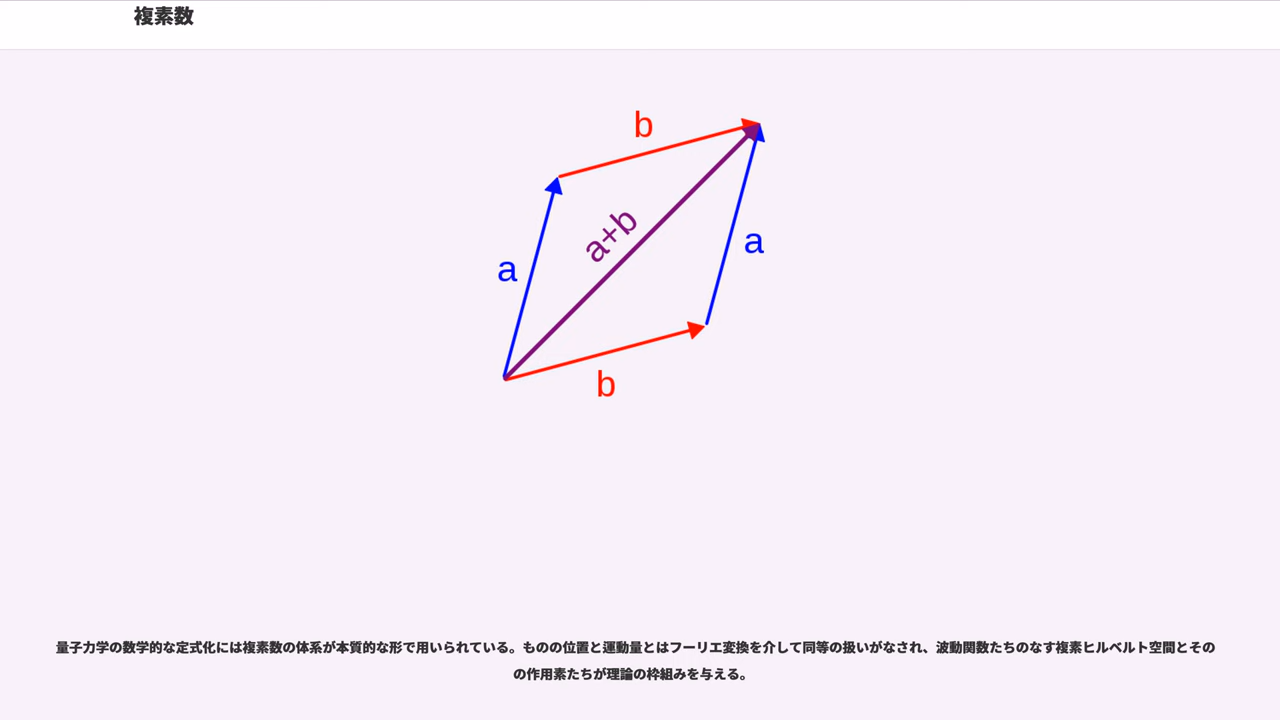 複素数
b
a+b
a
a
b
量子力学の数学的な定式化には複素数の体系が本質的な形で用いられている。ものの位置と運動量とはフーリエ変換を介して同等の扱いがなされ、波動関数たちのなす複素ヒルベルト空間とその
の作用素たちが理論の枠組みを与える。